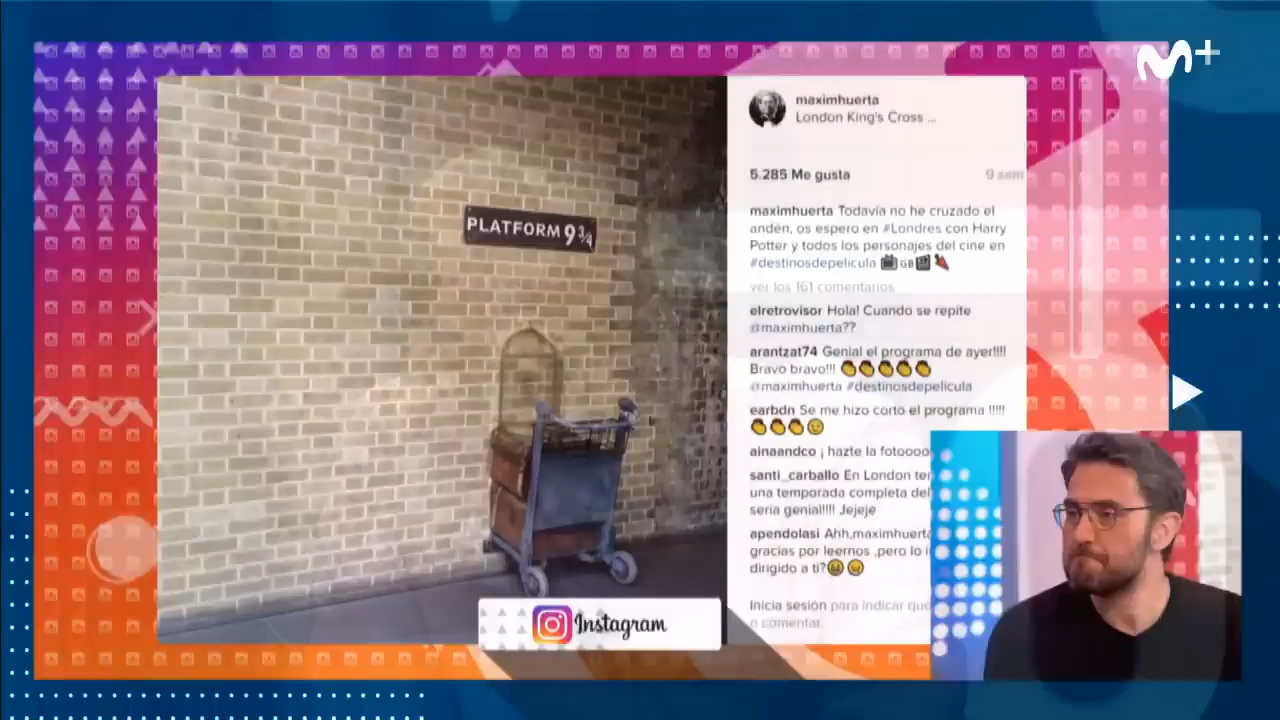 M+
maximhuerta
London King's Cross ...
5.285 Me gusta
9 sem
maximhuerta Todavía no he cruzado el
andén, os espero en #Londres con Harry
Potter y todos los personajes del cine en
#destinosdepelicula GB
ver los 161 comentarios
elretrovisor Hola! Cuando se repite
@maximhuerta??
arantzat74 Genial el programa de ayer!!!!
Bravo bravo!!! 👏👏👏👏👏
@maximhuerta #destinosdepelicula
earbdn Se me hizo corto el programa !!!!!
👏👏👏😉
ainaandco ¡ hazte la fotoooo
santi_carballo En London
una temporada completa
sería genial!!!! Jejeje
apendolasi Ahh,maximhuerta
gracias por leernos ,pero lo
dirigido a ti?
Inicia sesión para indicar que
o comentar.
PLATFORM 9¾
Instagram